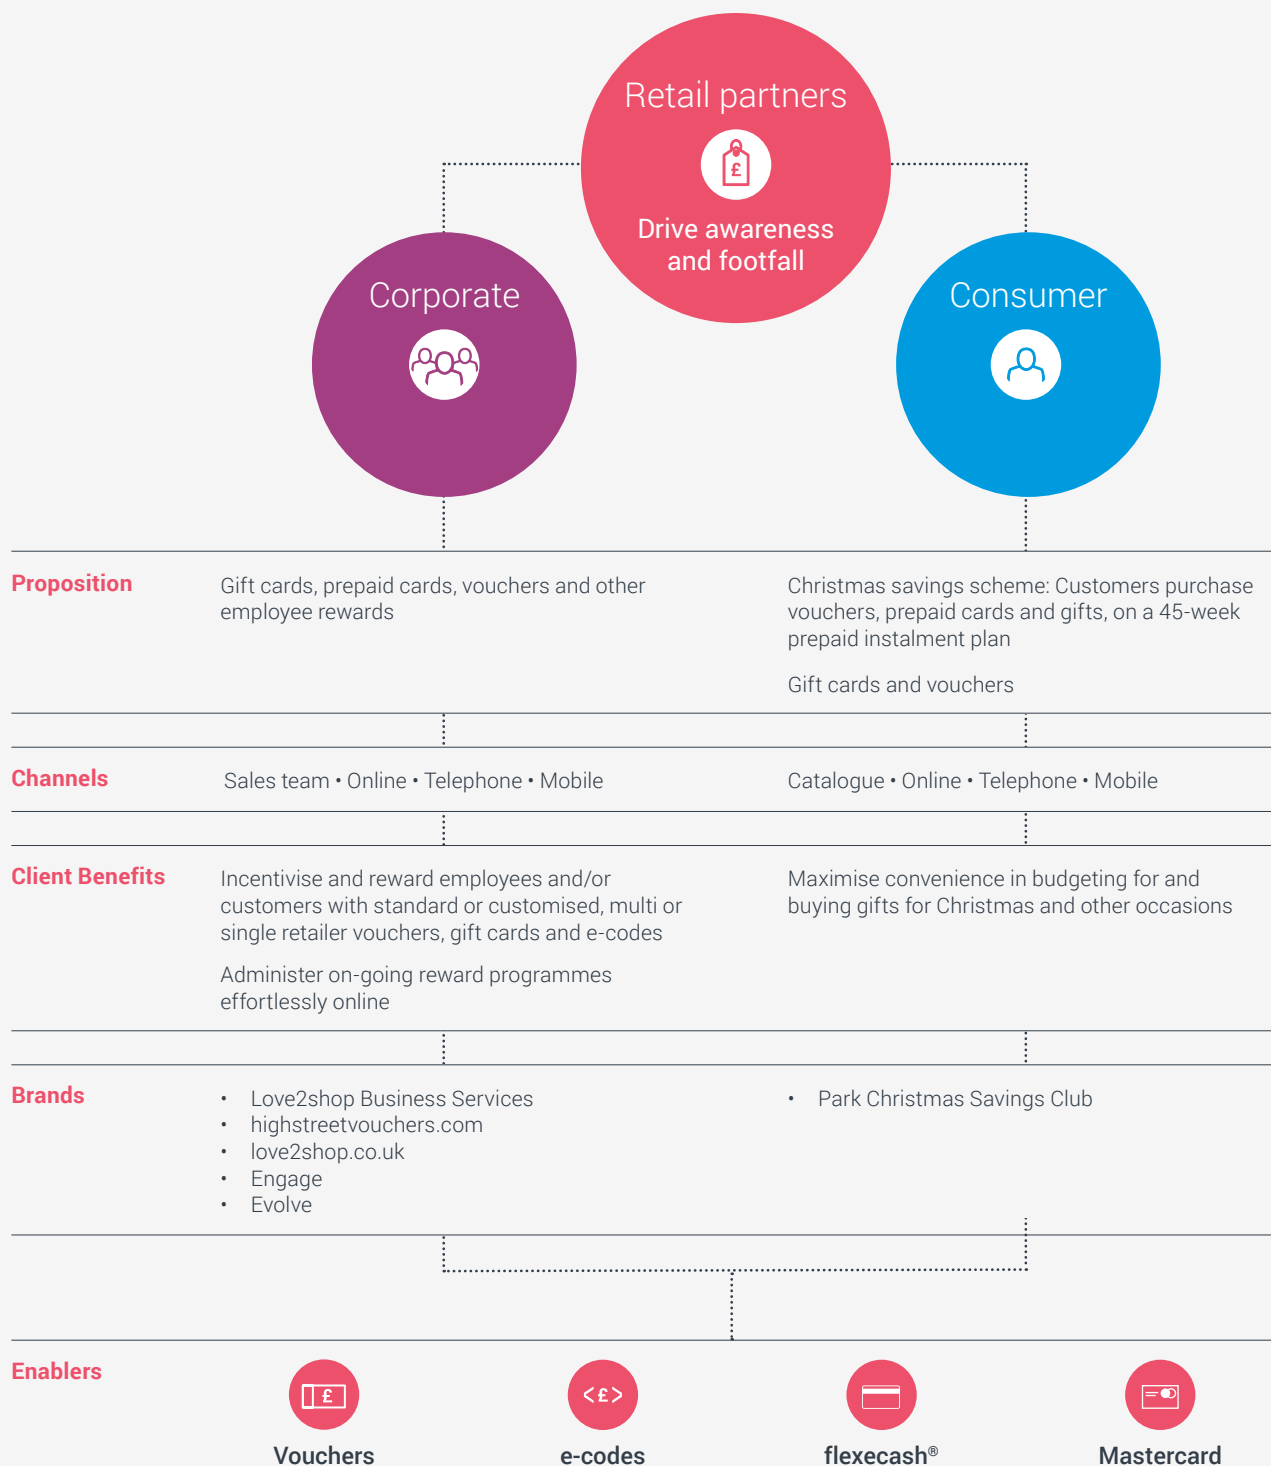 Retail partners
£
Drive awareness
and footfall
Corporate
Consumer
Proposition
Gift cards, prepaid cards, vouchers and other
employee rewards
Christmas savings scheme: Customers purchase
vouchers, prepaid cards and gifts, on a 45-week
prepaid instalment plan
Gift cards and vouchers
Channels
Sales team • Online • Telephone • Mobile
Catalogue • Online • Telephone • Mobile
Client Benefits
Incentivise and reward employees and/or
customers with standard or customised, multi or
single retailer vouchers, gift cards and e-codes
Administer on-going reward programmes
effortlessly online
Maximise convenience in budgeting for and
buying gifts for Christmas and other occasions
Brands
• Love2shop Business Services
• highstreetvouchers.com
• love2shop.co.uk
• Engage
• Evolve
• Park Christmas Savings Club
Enablers
£
Vouchers
<£>
e-codes
flexecash®
Mastercard